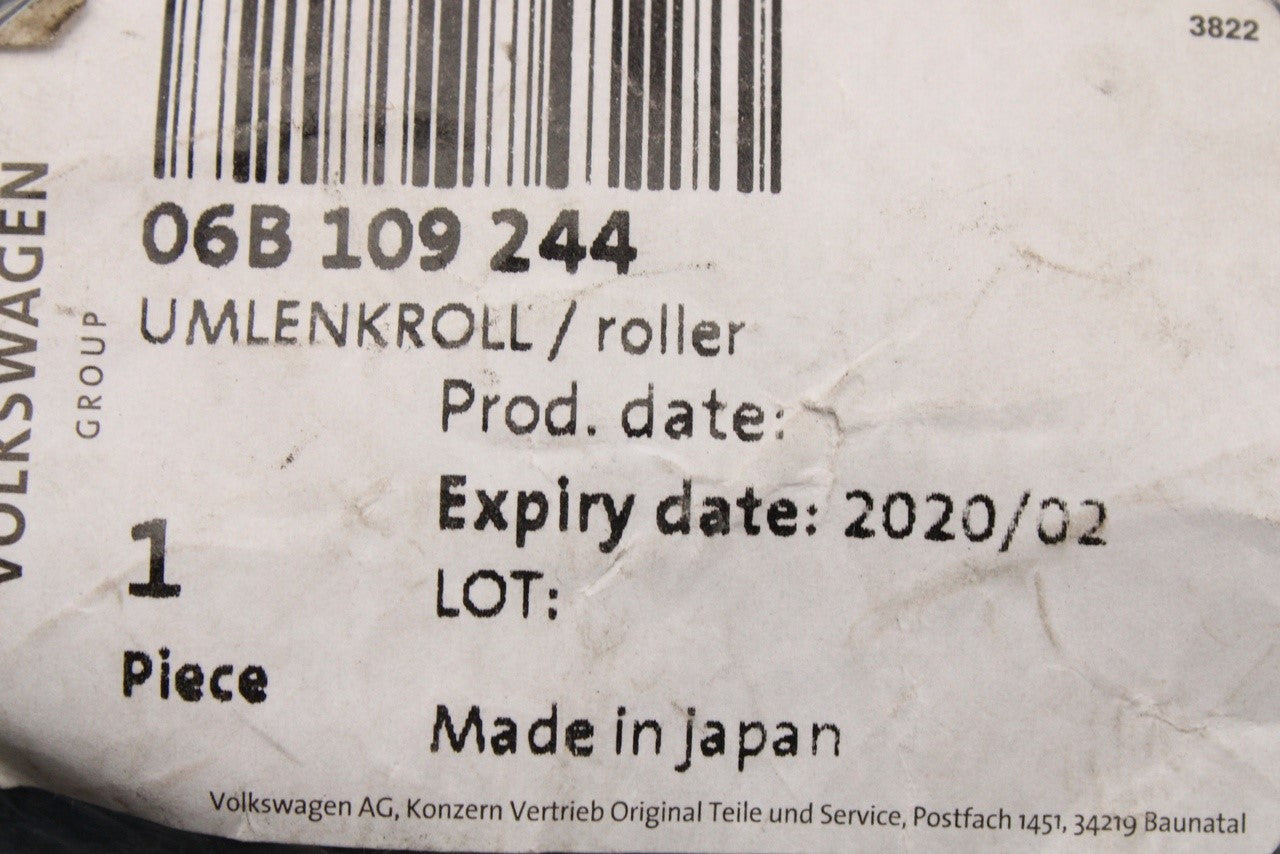 3822
VOLKSWAGEN
GROUP
06B 109 244
UMLENKROLL / roller
Prod. date:
Expiry date: 2020/02
1
LOT:
Piece
Made in japan
Volkswagen AG, Konzern Vertrieb Original Teile und Service, Postfach 1451, 34219 Baunatal